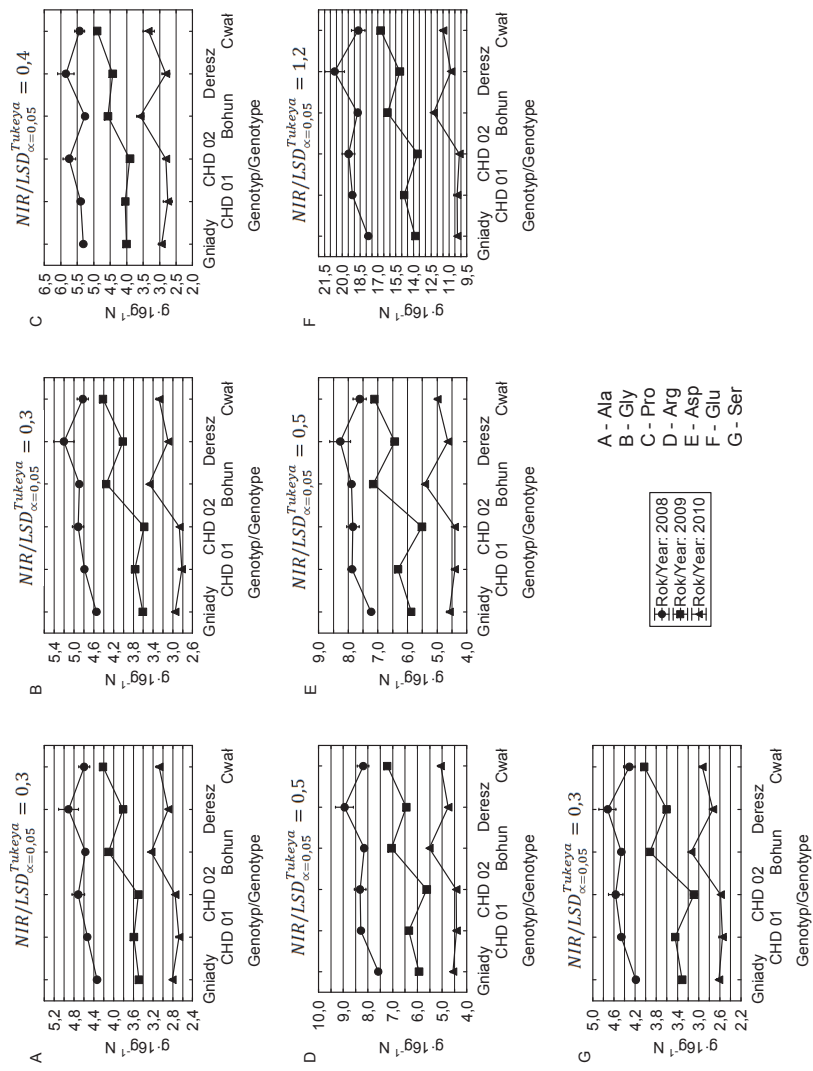 A
NIR/LSD Tukeya ∝=0,05 = 0,3
5,2
4,8
4,4
4,0
3,6
3,2
2,8
2,4
g·16g⁻¹ N
Gniady CHD 01 CHD 02 Bohun Deresz Cwał
Genotyp/Genotype
B
NIR/LSD Tukeya ∝=0,05 = 0,3
5,4
5,0
4,6
4,2
3,8
3,4
3,0
2,6
g·16g⁻¹ N
Gniady CHD 01 CHD 02 Bohun Deresz Cwał
Genotyp/Genotype
C
NIR/LSD Tukeya ∝=0,05 = 0,4
6,5
6,0
5,5
5,0
4,5
4,0
3,5
3,0
2,5
2,0
g·16g⁻¹ N
Gniady CHD 01 CHD 02 Bohun Deresz Cwał
Genotyp/Genotype
D
NIR/LSD Tukeya ∝=0,05 = 0,5
10,0
9,0
8,0
7,0
6,0
5,0
4,0
g·16g⁻¹ N
Gniady CHD 01 CHD 02 Bohun Deresz Cwał
Genotyp/Genotype
E
NIR/LSD Tukeya ∝=0,05 = 0,5
9,0
8,0
7,0
6,0
5,0
4,0
g·16g⁻¹ N
Gniady CHD 01 CHD 02 Bohun Deresz Cwał
Genotyp/Genotype
F
NIR/LSD Tukeya ∝=0,05 = 1,2
21,5
20,0
18,5
17,0
15,5
14,0
12,5
11,0
9,5
g·16g⁻¹ N
Gniady CHD 01 CHD 02 Bohun Deresz Cwał
Genotyp/Genotype
G
NIR/LSD Tukeya ∝=0,05 = 0,3
5,0
4,6
4,2
3,8
3,4
3,0
2,6
2,2
g·16g⁻¹ N
Gniady CHD 01 CHD 02 Bohun Deresz Cwał
Genotyp/Genotype
Rok/Year: 2008
Rok/Year: 2009
Rok/Year: 2010
A - Ala
B - Gly
C - Pro
D - Arg
E - Asp
F - Glu
G - Ser